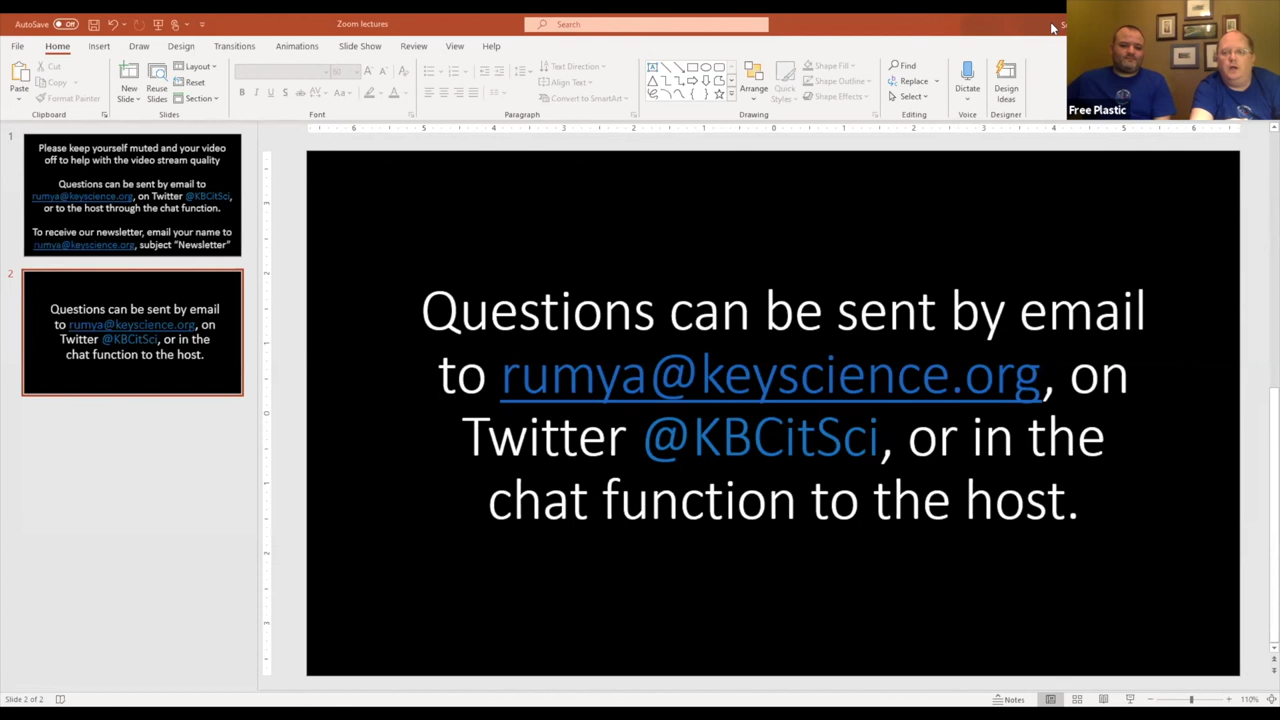 AutoSave Off
Zoom lectures
Search
File Home Insert Draw Design Transitions Animations Slide Show Review View Help
Paste
Cut
Copy
Format Painter
Clipboard
New
Slide
Reuse
Slides
Layout
Reset
Section
Slides
60
Font
Text Direction
Align Text
Convert to SmartArt
Paragraph
Arrange
Quick
Styles
Shape Fill
Shape Outline
Shape Effects
Drawing
Find
Replace
Select
Editing
Dictate
Voice
Design
Ideas
Designer
Free Plastic
1
Please keep yourself muted and your video
off to help with the video stream quality
Questions can be sent by email to
rumya@keyscience.org, on Twitter @KBCitSci,
or to the host through the chat function.
To receive our newsletter, email your name to
rumya@keyscience.org, subject “Newsletter”
2
Questions can be sent by email
to rumya@keyscience.org, on
Twitter @KBCitSci, or in the
chat function to the host.
Questions can be sent by email
to rumya@keyscience.org, on
Twitter @KBCitSci, or in the
chat function to the host.
Slide 2 of 2
Notes
110%